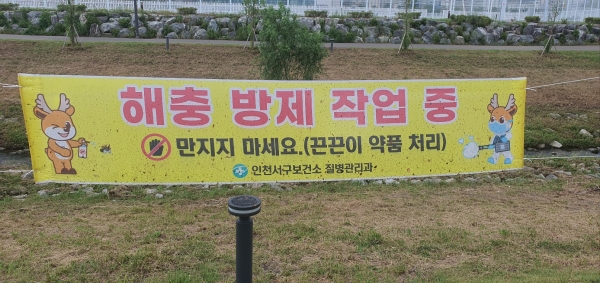 해충 방제 작업 중
만지지 마세요.(끈끈이 약품 처리)
인천서구보건소 질병관리과